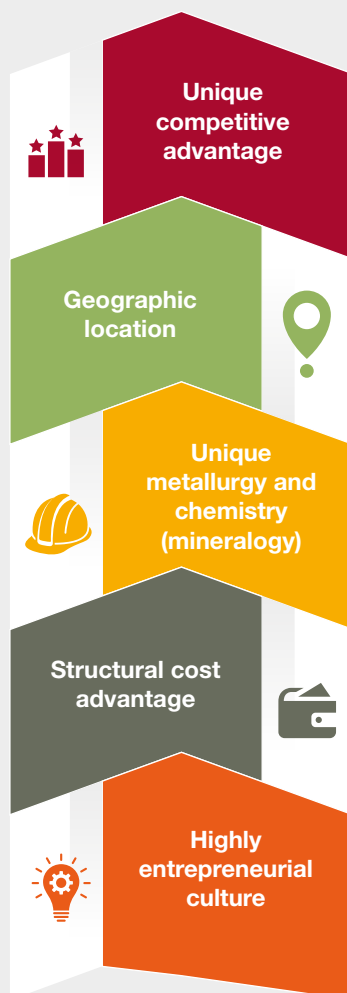 Unique
competitive
advantage
Geographic
location
Unique
metallurgy and
chemistry
(mineralogy)
Structural cost
advantage
Highly
entrepreneurial
culture